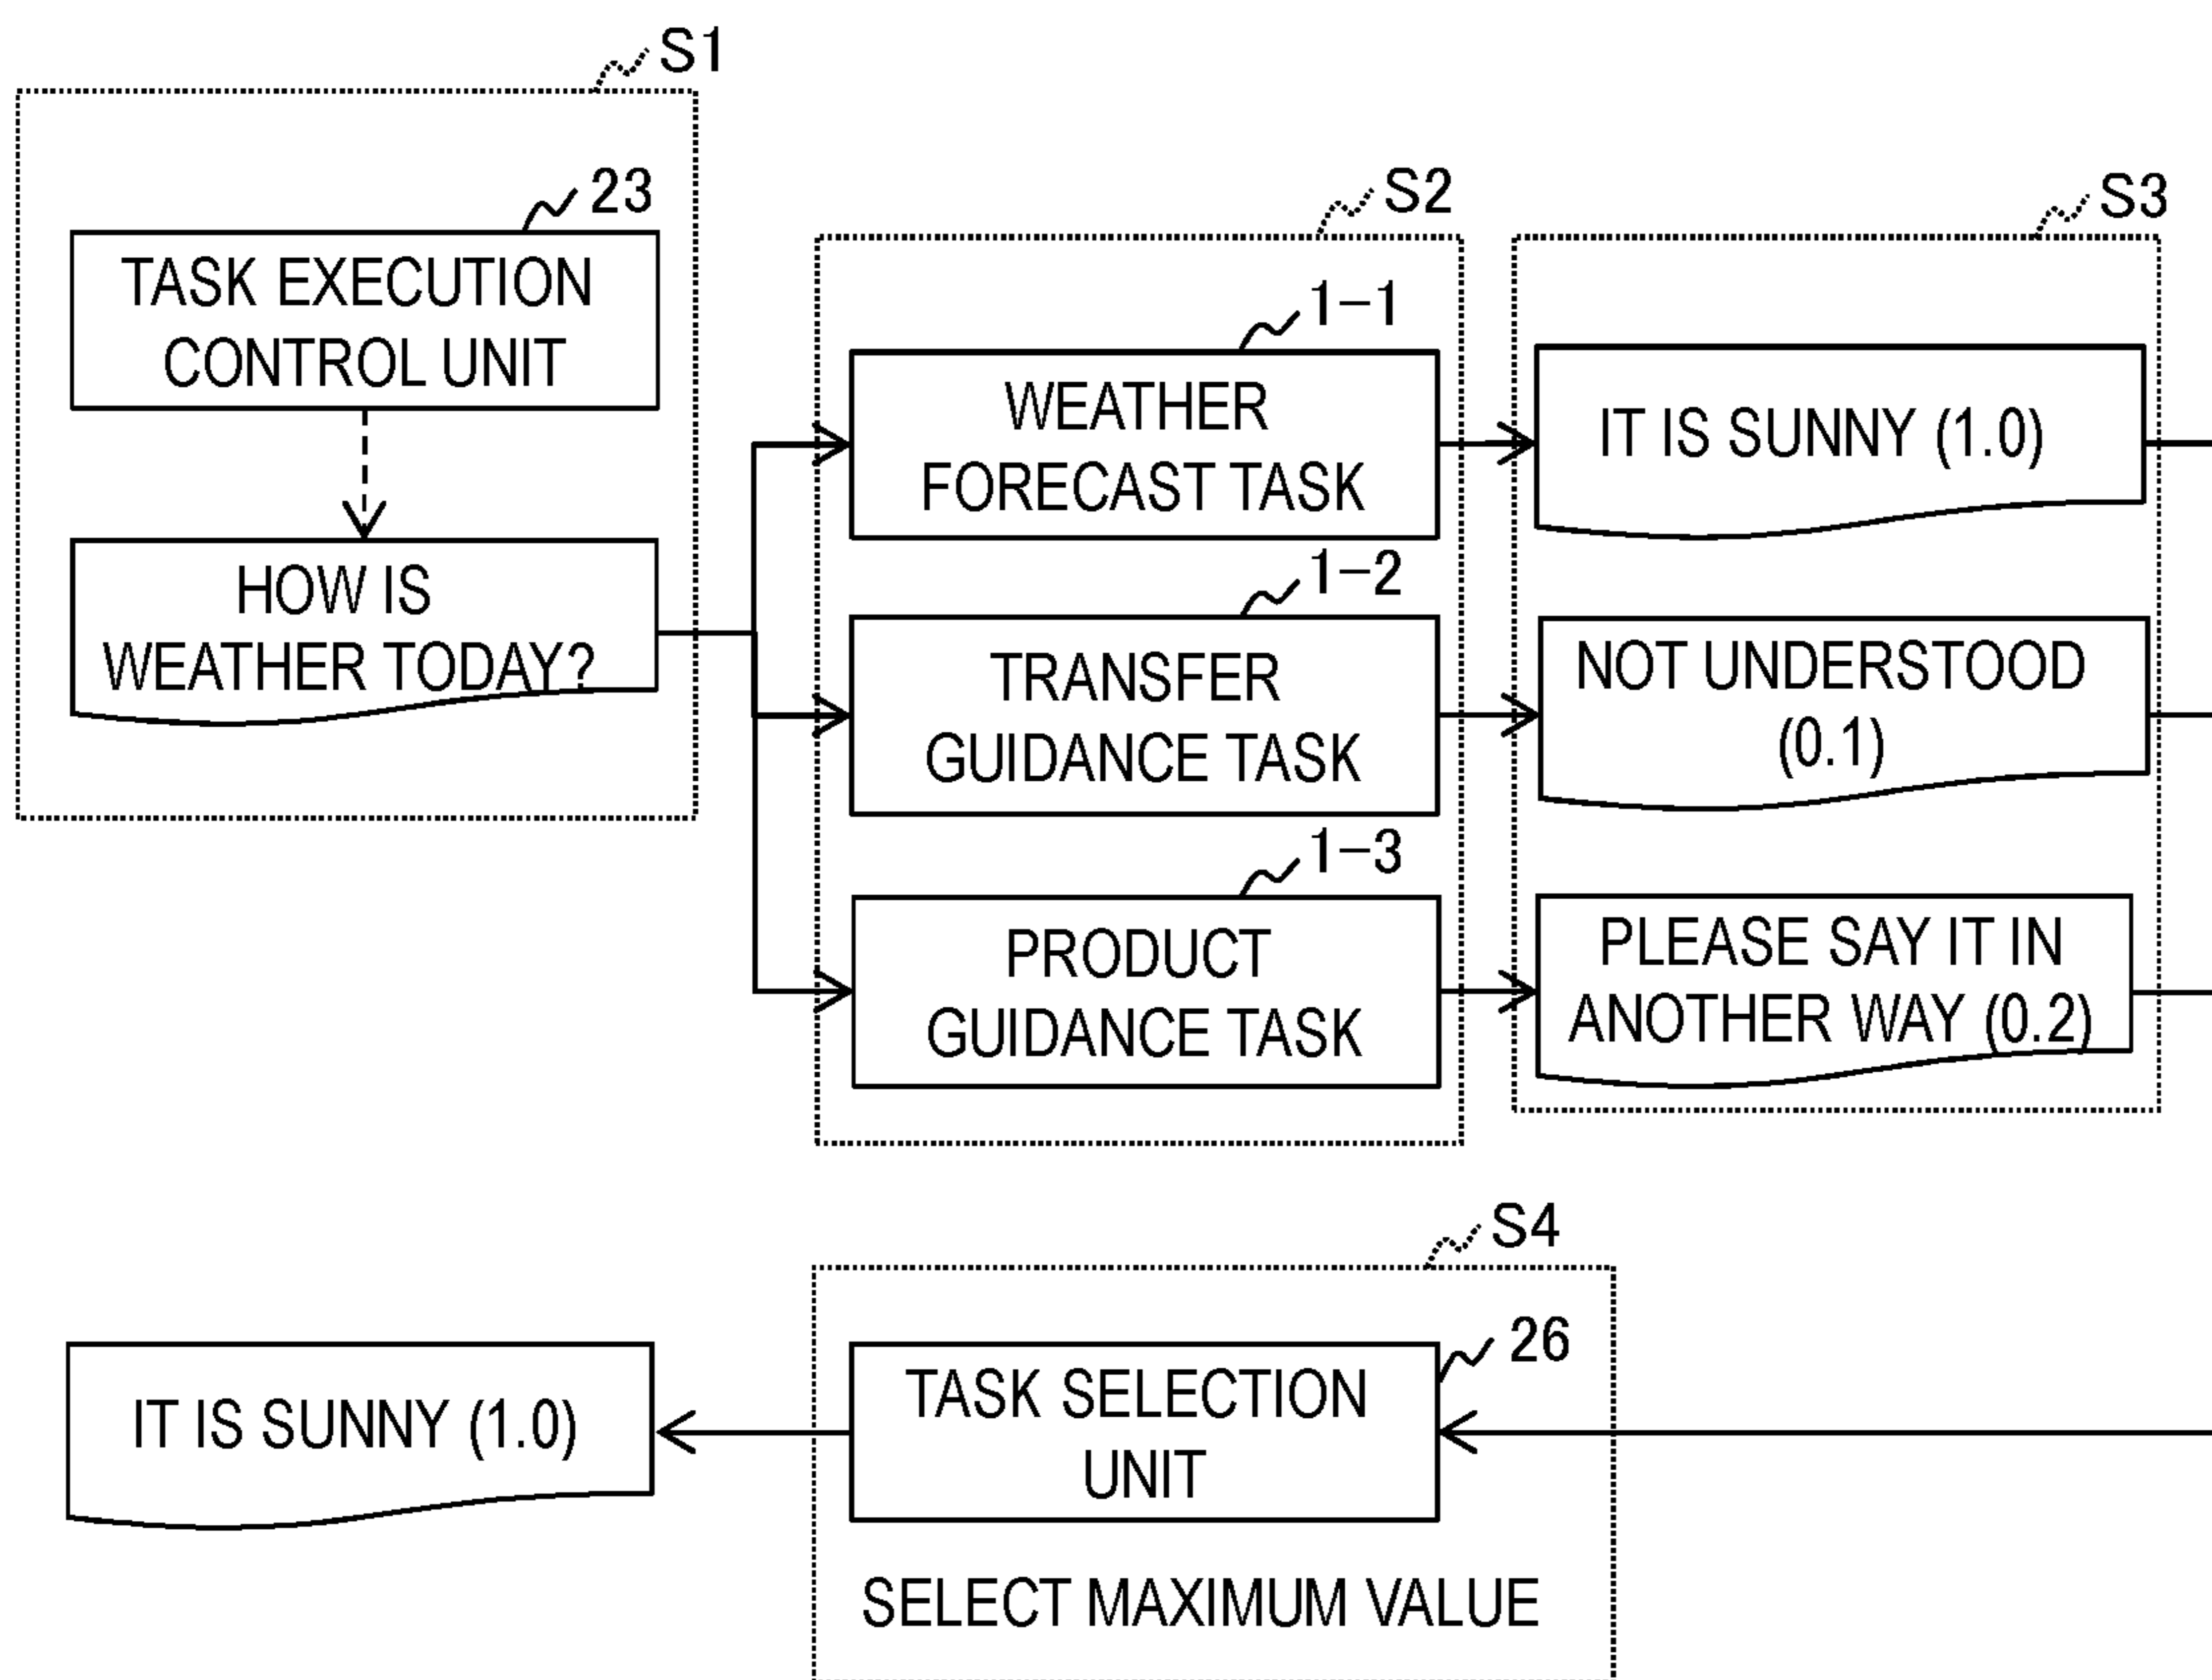 S1
23
TASK EXECUTION
CONTROL UNIT
HOW IS
WEATHER TODAY?
S2
1-1
WEATHER
FORECAST TASK
1-2
TRANSFER
GUIDANCE TASK
1-3
PRODUCT
GUIDANCE TASK
S3
IT IS SUNNY (1.0)
NOT UNDERSTOOD
(0.1)
PLEASE SAY IT IN
ANOTHER WAY (0.2)
S4
26
TASK SELECTION
UNIT
SELECT MAXIMUM VALUE
IT IS SUNNY (1.0)